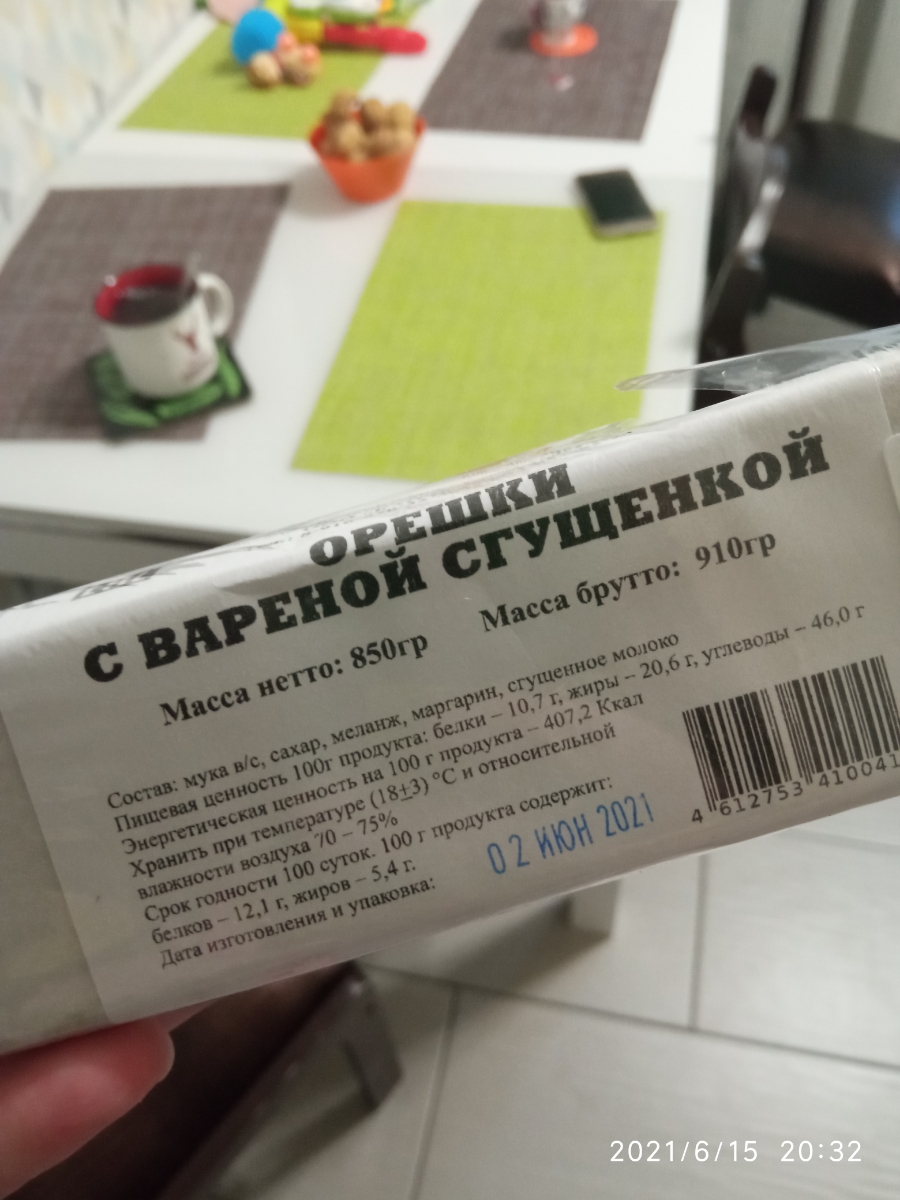 ОРЕШКИ
С ВАРЕНОЙ СГУЩЕНКОЙ
Масса нетто: 850гр Масса брутто: 910гр
Состав: мука в/с, сахар, меланж, маргарин, сгущенное молоко
Пищевая ценность 100г продукта: белки – 10,7 г, жиры – 20,6 г, углеводы – 46,0 г
Энергетическая ценность на 100 г продукта – 407,2 Ккал
Хранить при температуре (18±3) °С и относительной
влажности воздуха 70 – 75%
Срок годности 100 суток. 100 г продукта содержит:
белков – 12,1 г, жиров – 5,4 г.
Дата изготовления и упаковка:
02 ИЮН 2021
4 612753 410041
2021/6/15 20:32